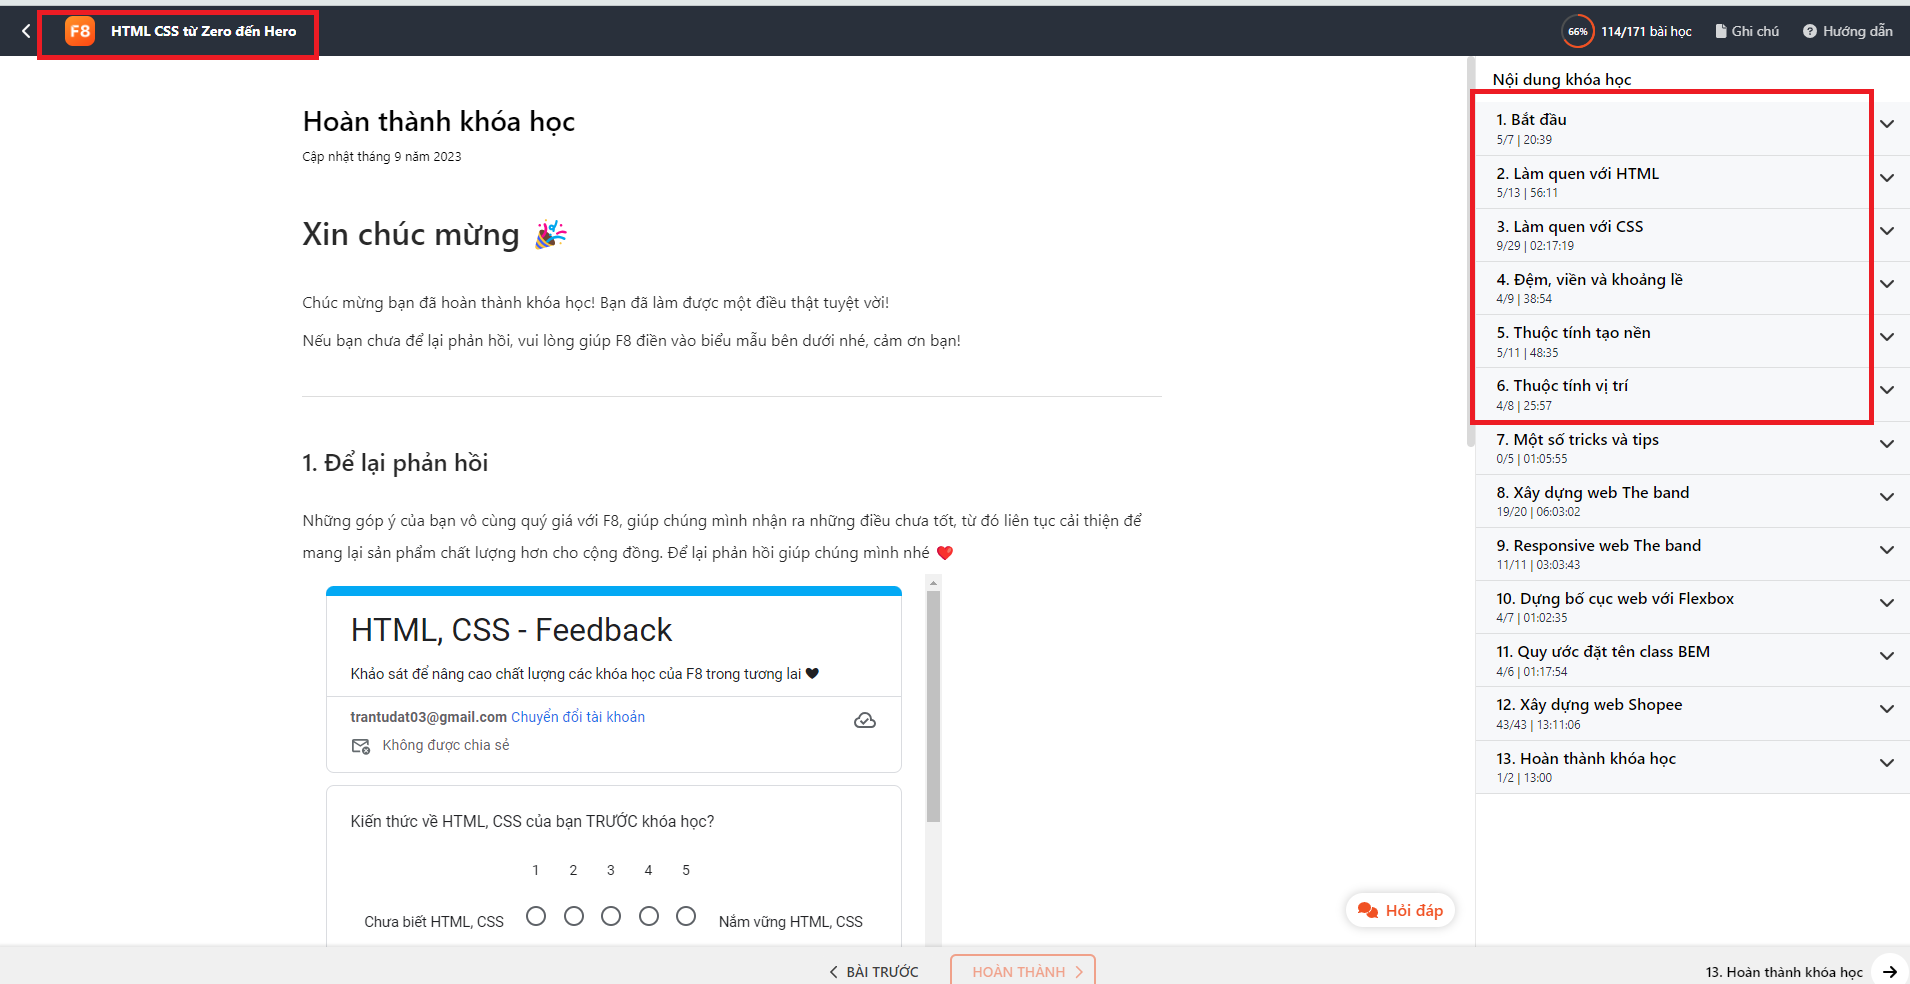 F8 HTML CSS từ Zero đến Hero
66% 114/171 bài học Ghi chú Hướng dẫn
Hoàn thành khóa học
Cập nhật tháng 9 năm 2023
Xin chúc mừng 🎉
Chúc mừng bạn đã hoàn thành khóa học! Bạn đã làm được một điều thật tuyệt vời!
Nếu bạn chưa để lại phản hồi, vui lòng giúp F8 điền vào biểu mẫu bên dưới nhé, cảm ơn bạn!
1. Để lại phản hồi
Những góp ý của bạn vô cùng quý giá với F8, giúp chúng mình nhận ra những điều chưa tốt, từ đó liên tục cải thiện để
mang lại sản phẩm chất lượng hơn cho cộng đồng. Để lại phản hồi giúp chúng mình nhé ❤️
HTML, CSS - Feedback
Khảo sát để nâng cao chất lượng các khóa học của F8 trong tương lai 🖤
trantudat03@gmail.com Chuyển đổi tài khoản
Không được chia sẻ
Kiến thức về HTML, CSS của bạn TRƯỚC khóa học?
1 2 3 4 5
Chưa biết HTML, CSS Nắm vững HTML, CSS
Nội dung khóa học
1. Bắt đầu
5/7 | 20:39
2. Làm quen với HTML
5/13 | 56:11
3. Làm quen với CSS
9/29 | 02:17:19
4. Đệm, viền và khoảng lề
4/9 | 38:54
5. Thuộc tính tạo nền
5/11 | 48:35
6. Thuộc tính vị trí
4/8 | 25:57
7. Một số tricks và tips
0/5 | 01:05:55
8. Xây dựng web The band
19/20 | 06:03:02
9. Responsive web The band
11/11 | 03:03:43
10. Dựng bố cục web với Flexbox
4/7 | 01:02:35
11. Quy ước đặt tên class BEM
4/6 | 01:17:54
12. Xây dựng web Shopee
43/43 | 13:11:06
13. Hoàn thành khóa học
1/2 | 13:00
Hỏi đáp
BÀI TRƯỚC HOÀN THÀNH 13. Hoàn thành khóa học